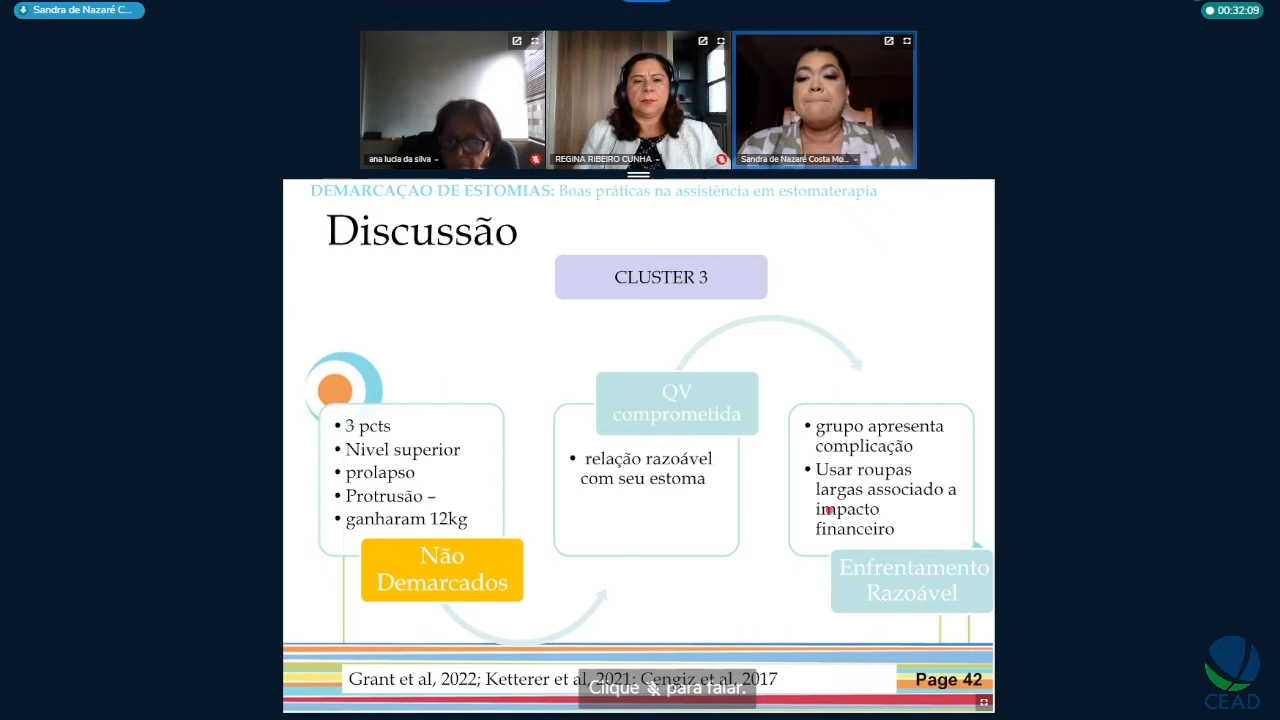 Sandra de Nazaré C...
00:32:09
ana lucia da silva
REGINA RIBEIRO CUNHA
Sandra de Nazaré Costa Mo...
DEMARCAÇAO DE ESTOMIAS: Boas práticas na assistência em estomaterapia
Discussão
CLUSTER 3
• 3 pcts
• Nivel superior
• prolapso
• Protrusão –
• ganharam 12kg
Não
Demarcados
QV
comprometida
• relação razoável
com seu estoma
• grupo apresenta
complicação
• Usar roupas
largas associado a
impacto
financeiro
Enfrentamento
Razoável
Grant et al, 2022; Ketterer et al, 2021; Cengiz et al, 2017
Clique para falar.
Page 42
CEAD